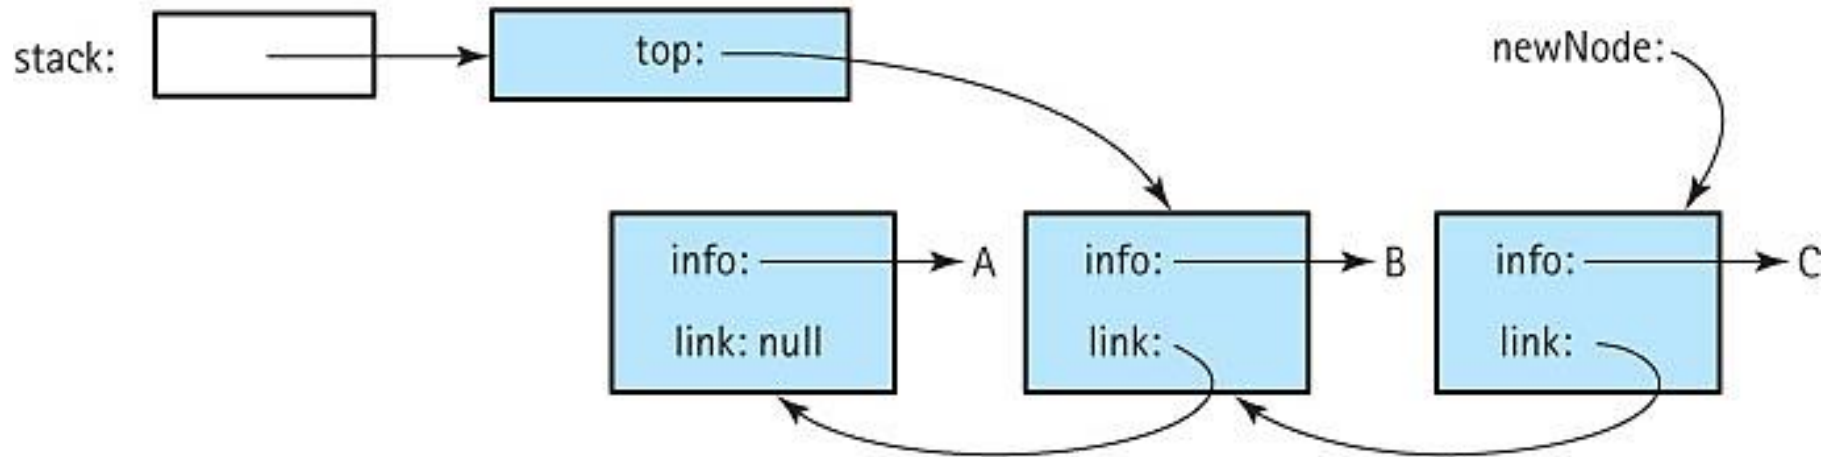 stack:
top:
newNode:
info:
A
info:
B
info:
C
link: null
link:
link: